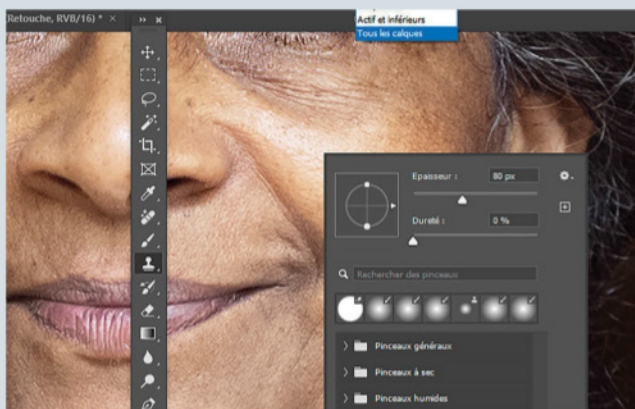 (Retouche, RVB/16) * ×
Actif et inférieurs
Tous les calques
Epaisseur :
80 px
Dureté :
0 %
Rechercher des pinceaux
Pinceaux généraux
Pinceaux à sec
Pinceaux humides